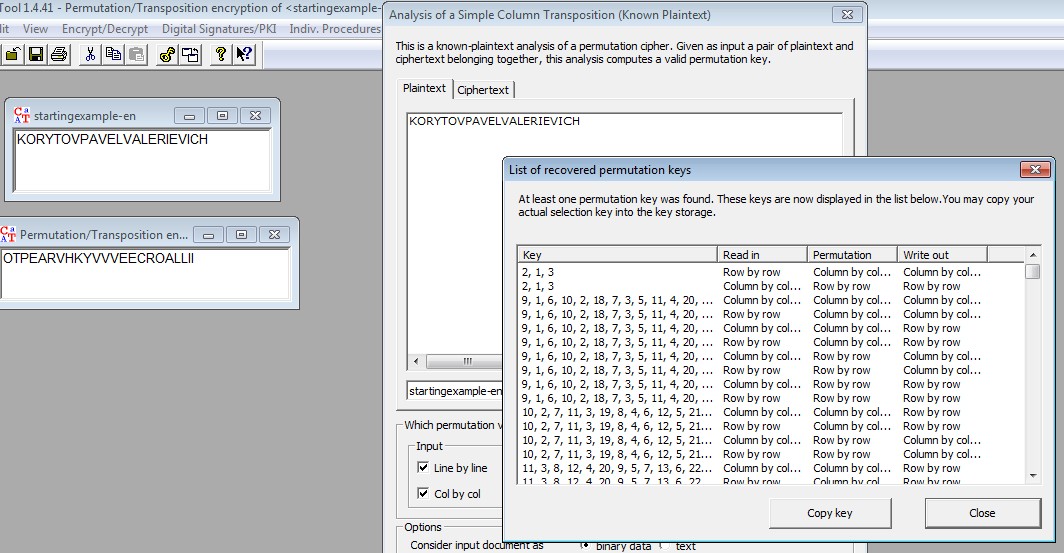 Tool 1.4.41 - Permutation/Transposition encryption of <startingexample-
dit View Encrypt/Decrypt Digital Signatures/PKI Indiv. Procedures
startingexample-en
KORYTOVPAVELVALERIEVICH
Permutation/Transposition en...
OTPEARVHKYVVVEECROALLII
Analysis of a Simple Column Transposition (Known Plaintext)
This is a known-plaintext analysis of a permutation cipher. Given as input a pair of plaintext and
ciphertext belonging together, this analysis computes a valid permutation key.
Plaintext Ciphertext
KORYTOVPAVELVALERIEVICH
startingexample-en
Which permutation v
Input
Line by line
Col by col
Options
Consider input document as binary data text
List of recovered permutation keys
At least one permutation key was found. These keys are now displayed in the list below.You may copy your
actual selection key into the key storage.
Key Read in Permutation Write out
2, 1, 3 Row by row Column by col... Column by col...
2, 1, 3 Column by col... Row by row Row by row
9, 1, 6, 10, 2, 18, 7, 3, 5, 11, 4, 20, ... Column by col... Column by col... Column by col...
9, 1, 6, 10, 2, 18, 7, 3, 5, 11, 4, 20, ... Row by row Column by col... Column by col...
9, 1, 6, 10, 2, 18, 7, 3, 5, 11, 4, 20, ... Column by col... Column by col... Row by row
9, 1, 6, 10, 2, 18, 7, 3, 5, 11, 4, 20, ... Row by row Column by col... Row by row
9, 1, 6, 10, 2, 18, 7, 3, 5, 11, 4, 20, ... Column by col... Row by row Column by col...
9, 1, 6, 10, 2, 18, 7, 3, 5, 11, 4, 20, ... Row by row Row by row Column by col...
9, 1, 6, 10, 2, 18, 7, 3, 5, 11, 4, 20, ... Column by col... Row by row Row by row
9, 1, 6, 10, 2, 18, 7, 3, 5, 11, 4, 20, ... Row by row Row by row Row by row
10, 2, 7, 11, 3, 19, 8, 4, 6, 12, 5, 21... Column by col... Column by col... Column by col...
10, 2, 7, 11, 3, 19, 8, 4, 6, 12, 5, 21... Row by row Column by col... Row by row
10, 2, 7, 11, 3, 19, 8, 4, 6, 12, 5, 21... Column by col... Row by row Column by col...
10, 2, 7, 11, 3, 19, 8, 4, 6, 12, 5, 21... Row by row Row by row Row by row
11, 3, 8, 12, 4, 20, 9, 5, 7, 13, 6, 22... Column by col... Column by col... Column by col...
11, 3, 8, 12, 4, 20, 9, 5, 7, 13, 6, 22 Row by row Column by col... Row by row
Copy key Close